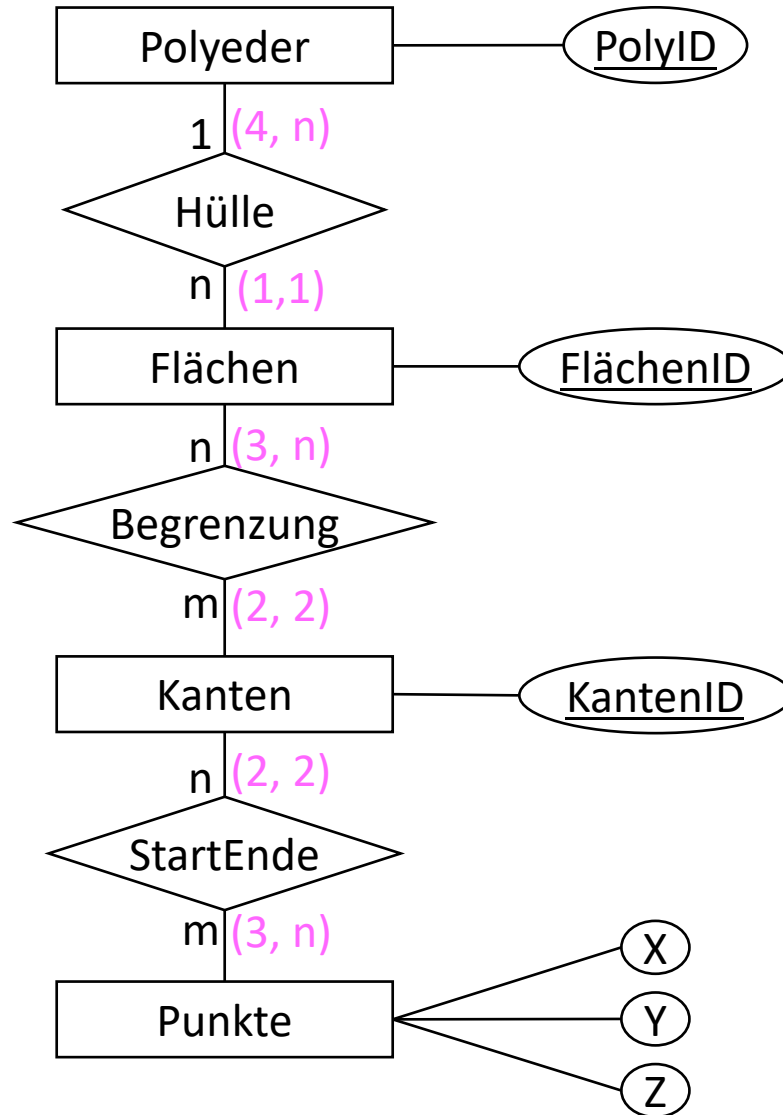 Polyeder
PolyID
1 (4, n)
Hülle
n (1,1)
Flächen
FlächenID
n (3, n)
Begrenzung
m (2, 2)
Kanten
KantenID
n (2, 2)
StartEnde
m (3, n)
X
Punkte
Y
Z